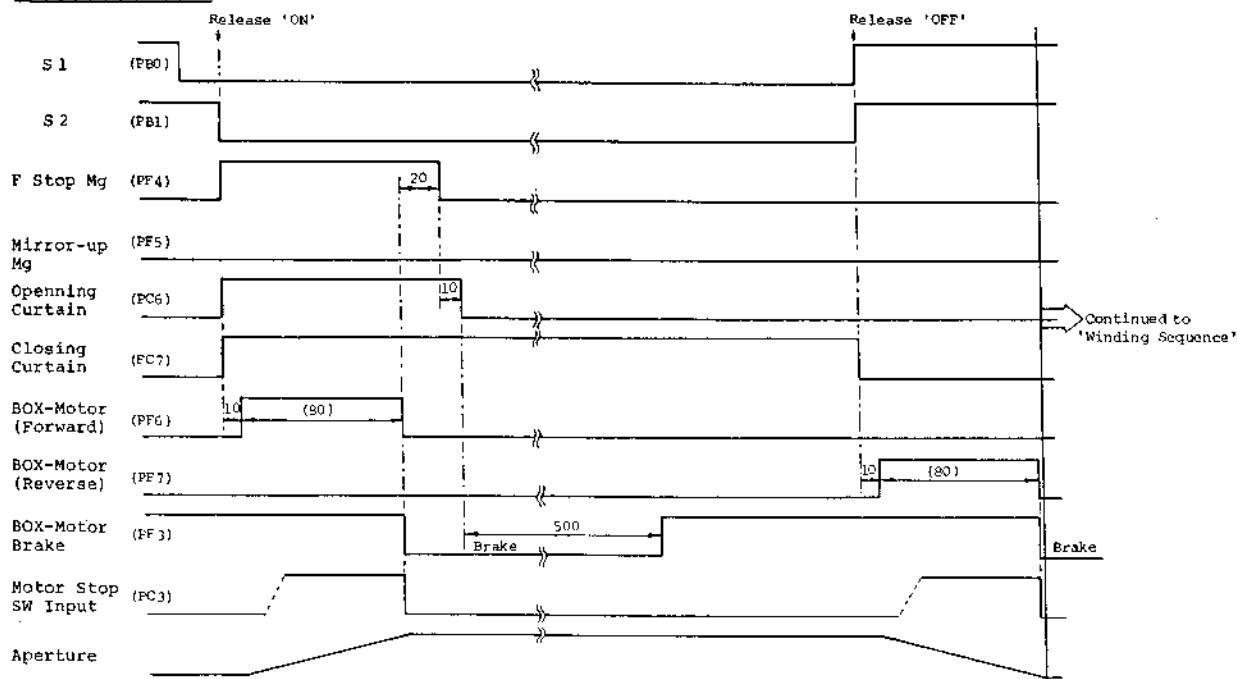 Release 'ON'
Release 'OFF'
S1 (PB0)
S2 (PB1)
F Stop Mg (PF4)
20
Mirror-up Mg (PF5)
Openning Curtain (PC6)
10
Continued to
'Winding Sequence'
Closing Curtain (PC7)
BOX-Motor (Forward) (PF6)
10 (80)
BOX-Motor (Reverse) (PF7)
10 (80)
BOX-Motor Brake (PF3)
500
Brake
Brake
Motor Stop SW Input (PC3)
Aperture